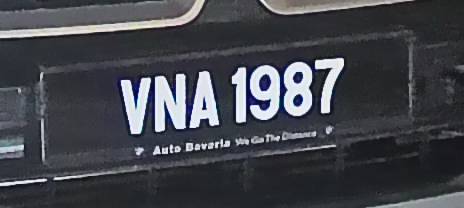 VNA 1987
Auto Bavaria We Go The Distance